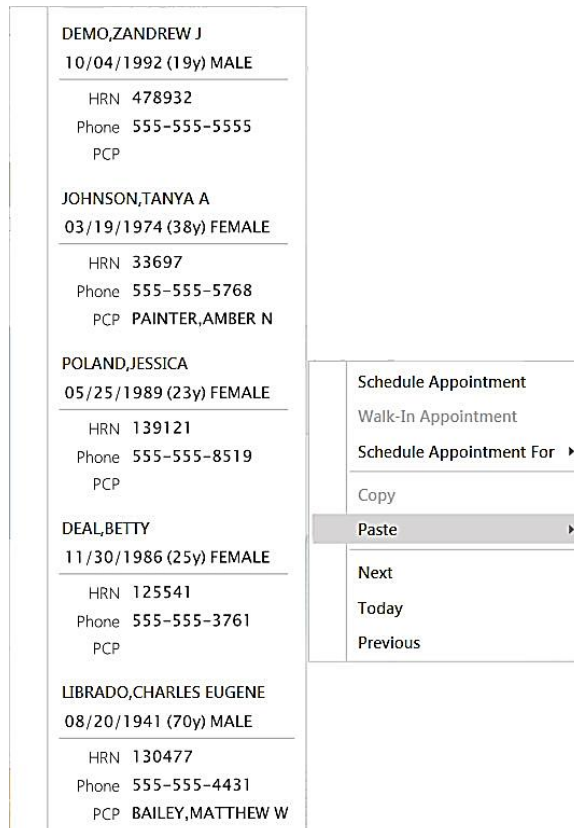 DEMO,ZANDREW J
10/04/1992 (19y) MALE
HRN 478932
Phone 555-555-5555
PCP
JOHNSON,TANYA A
03/19/1974 (38y) FEMALE
HRN 33697
Phone 555-555-5768
PCP PAINTER,AMBER N
POLAND,JESSICA
05/25/1989 (23y) FEMALE
HRN 139121
Phone 555-555-8519
PCP
DEAL,BETTY
11/30/1986 (25y) FEMALE
HRN 125541
Phone 555-555-3761
PCP
LIBRADO,CHARLES EUGENE
08/20/1941 (70y) MALE
HRN 130477
Phone 555-555-4431
PCP BAILEY,MATTHEW W
Schedule Appointment
Walk-In Appointment
Schedule Appointment For
Copy
Paste
Next
Today
Previous